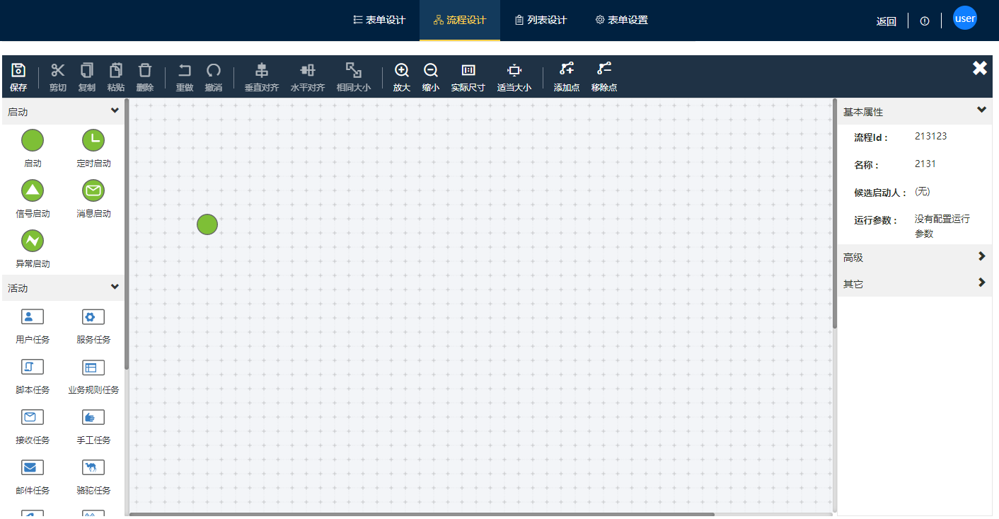 表单设计
流程设计
列表设计
表单设置
返回
user
保存
剪切
复制
粘贴
删除
重做
撤消
垂直对齐
水平对齐
相同大小
放大
缩小
实际尺寸
适当大小
添加点
移除点
启动
启动
定时启动
信号启动
消息启动
异常启动
活动
用户任务
服务任务
脚本任务
业务规则任务
接收任务
手工任务
邮件任务
骆驼任务
基本属性
流程Id：
213123
名称：
2131
候选启动人：
(无)
运行参数：
没有配置运行
参数
高级
其它